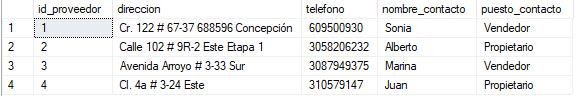 id_proveedor direccion telefono nombre_contacto puesto_contacto
1 1 Cr. 122 # 67-37 688596 Concepción 609500930 Sonia Vendedor
2 2 Calle 102 # 9R-2 Este Etapa 1 3058206232 Alberto Propietario
3 3 Avenida Arroyo # 3-33 Sur 3087949375 Marina Vendedor
4 4 Cl. 4a # 3-24 Este 310579147 Juan Propietario